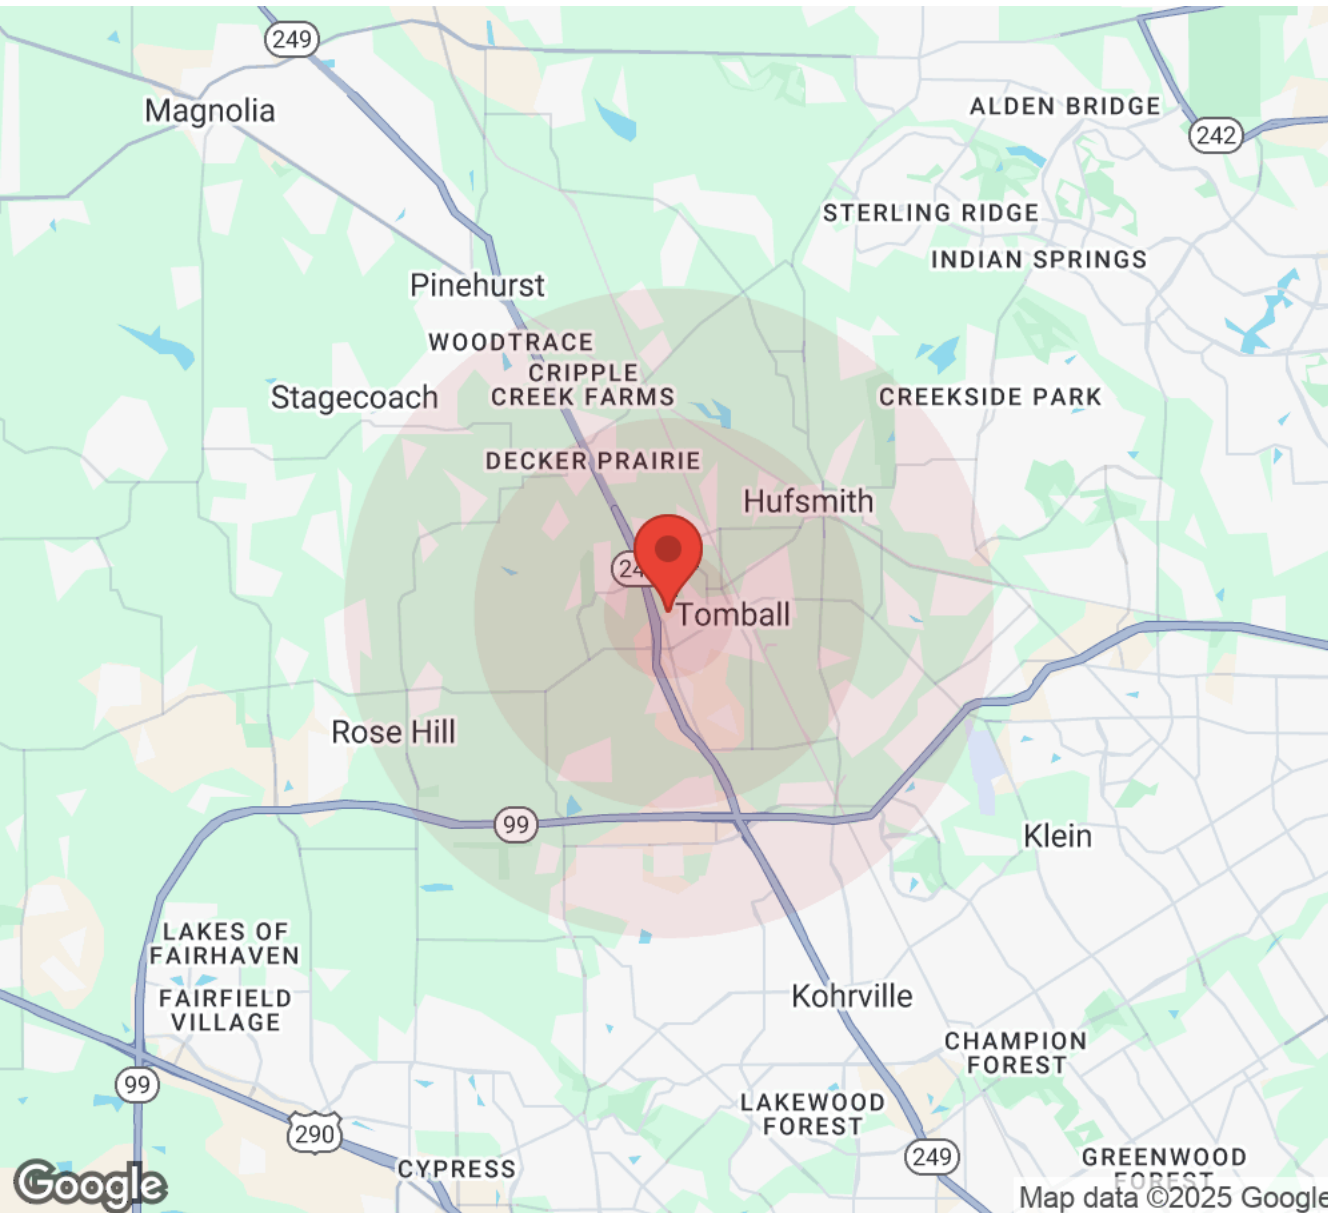 249
Magnolia
ALDEN BRIDGE
242
STERLING RIDGE
INDIAN SPRINGS
Pinehurst
WOODTRACE
CRIPPLE
CREEK FARMS
Stagecoach
CREEKSIDE PARK
DECKER PRAIRIE
Hufsmith
24
Tomball
Rose Hill
99
Klein
LAKES OF
FAIRHAVEN
FAIRFIELD
VILLAGE
Kohrville
CHAMPION
FOREST
99
LAKEWOOD
FOREST
290
249
CYPRESS
GREENWOOD
FOREST
Google
Map data ©2025 Google